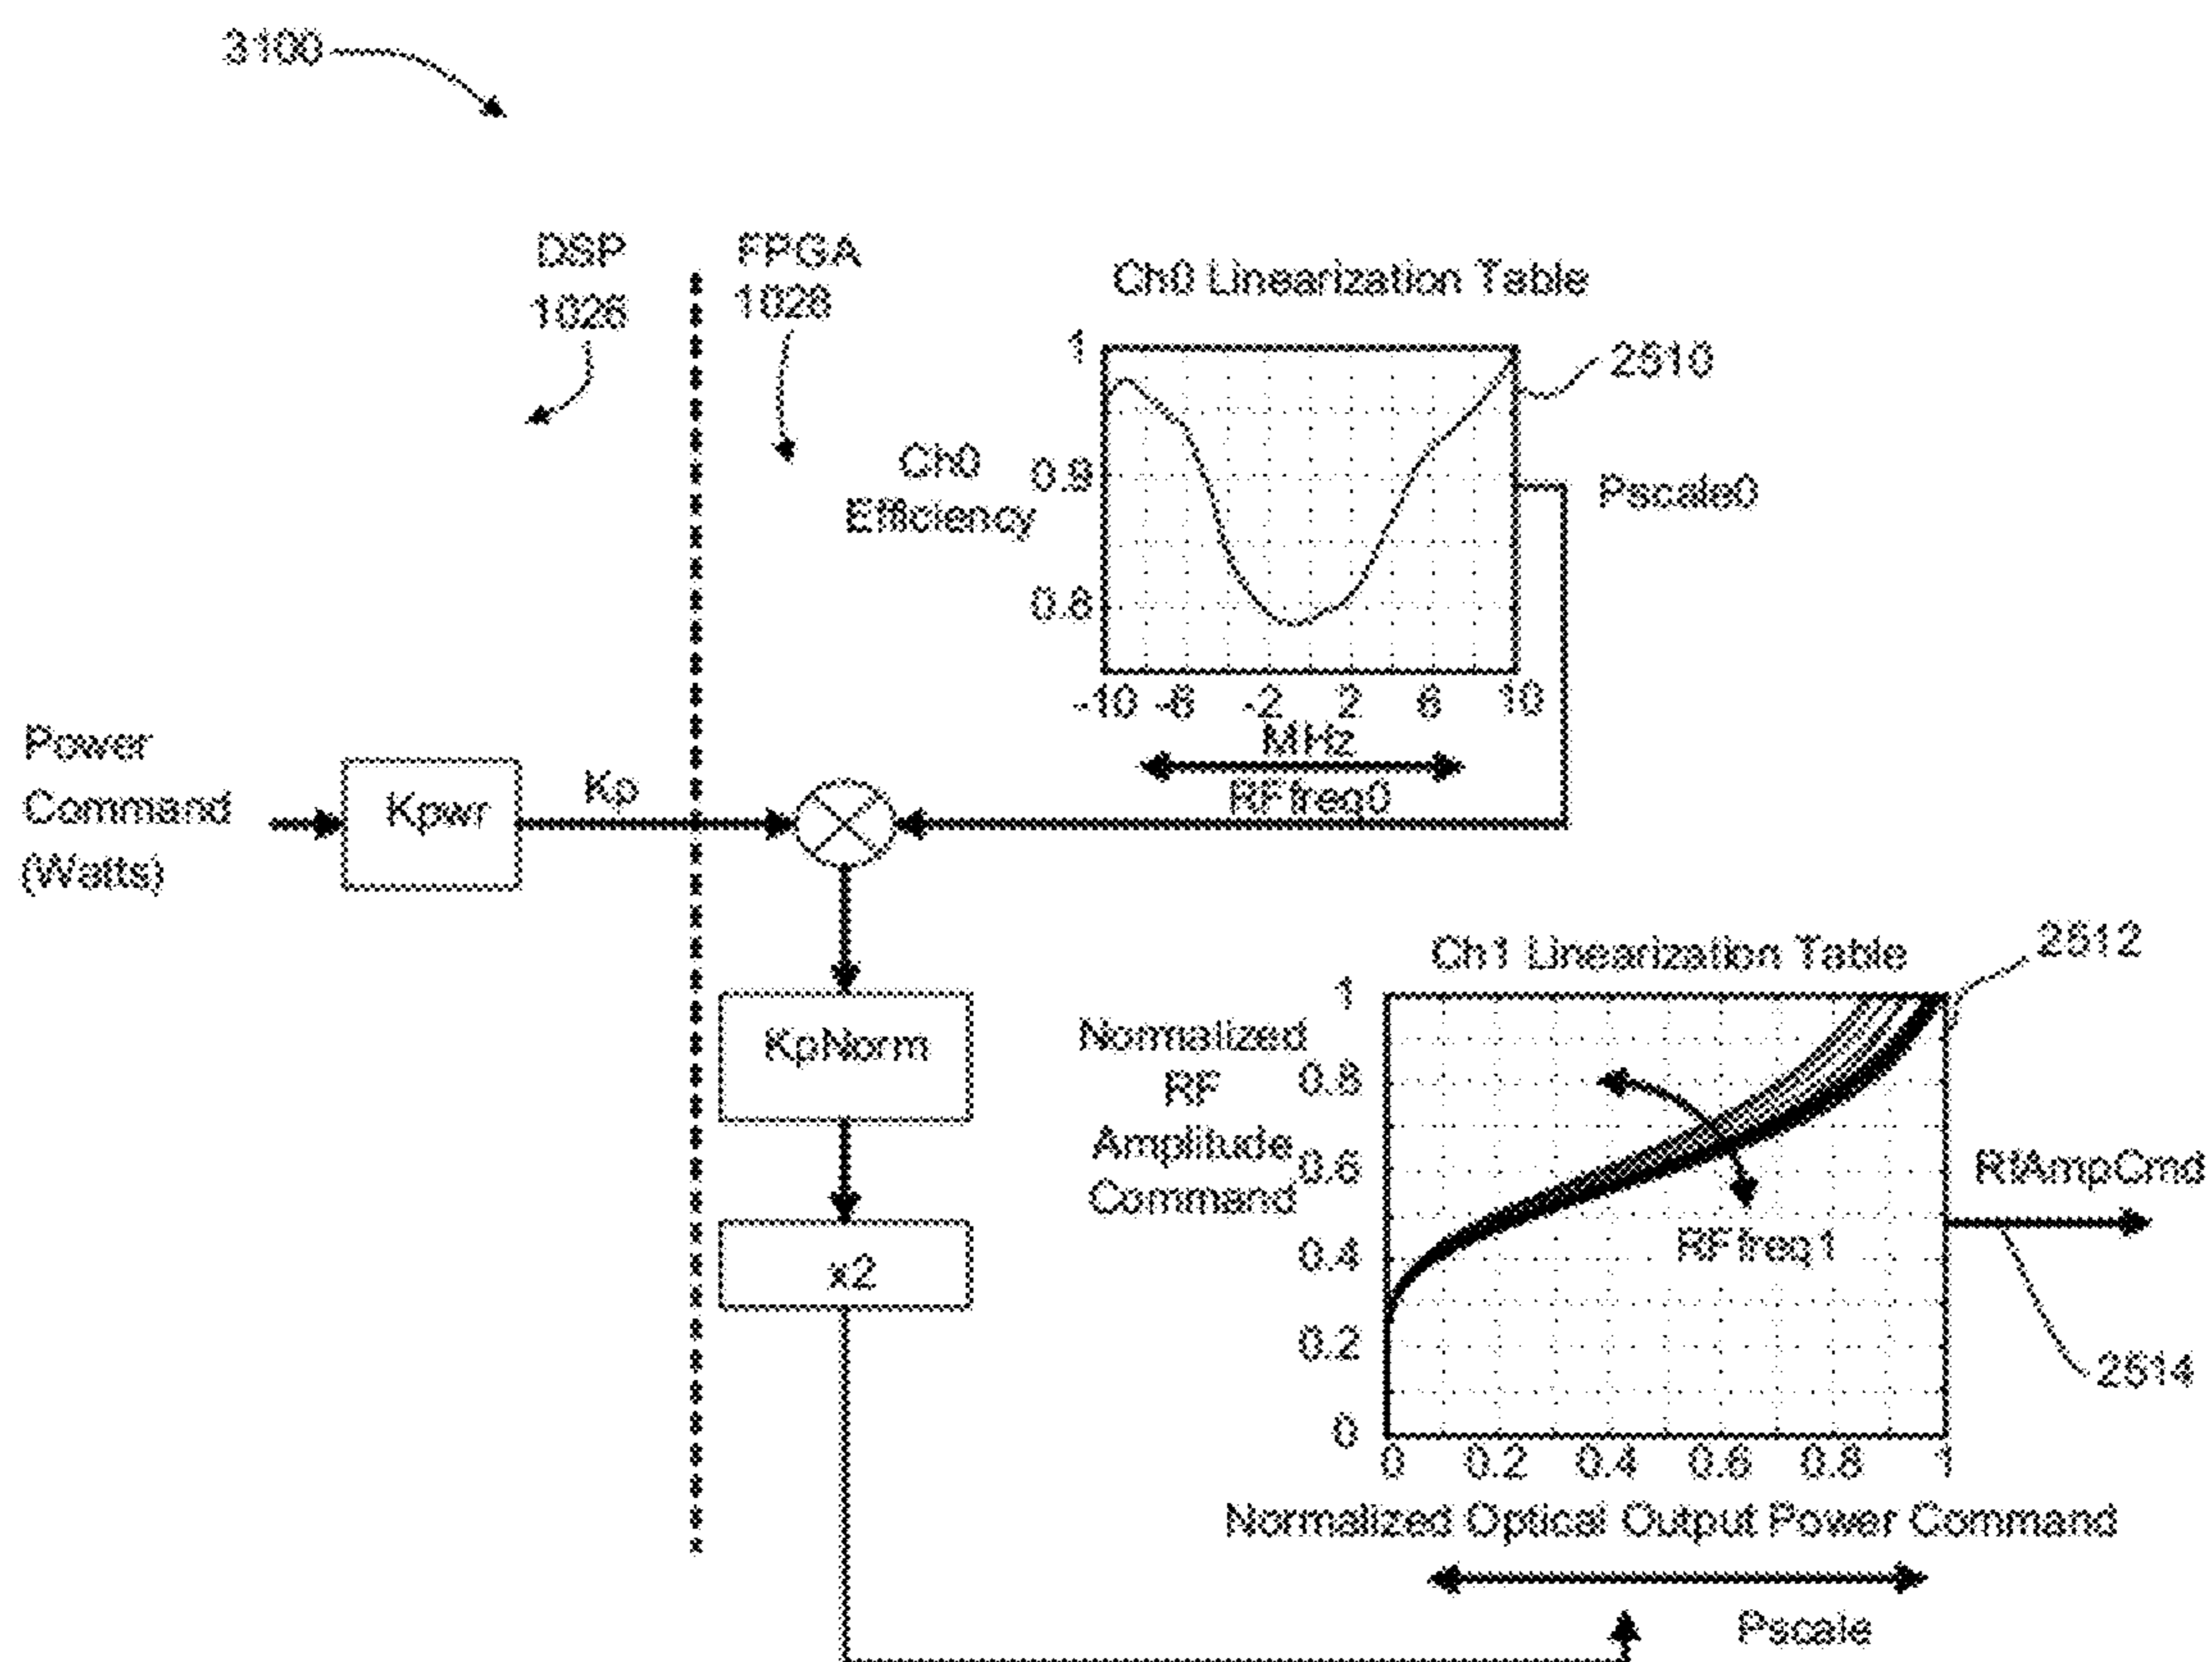 3100
DSP
1026
FPGA
1028
Ch0 Linearization Table
2510
Ch0
Efficiency
1
0.9
0.8
-10 -6 -2 2 6 10
MHz
RFfreq0
Pscale0
Power
Command
(Watts)
Kpwr
Kp
KpNorm
x2
Ch1 Linearization Table
2512
Normalized
RF
Amplitude
Command
1
0.8
0.6
0.4
0.2
0
RFfreq1
0 0.2 0.4 0.6 0.8 1
Normalized Optical Output Power Command
Pscale
RfAmpCmd
2514